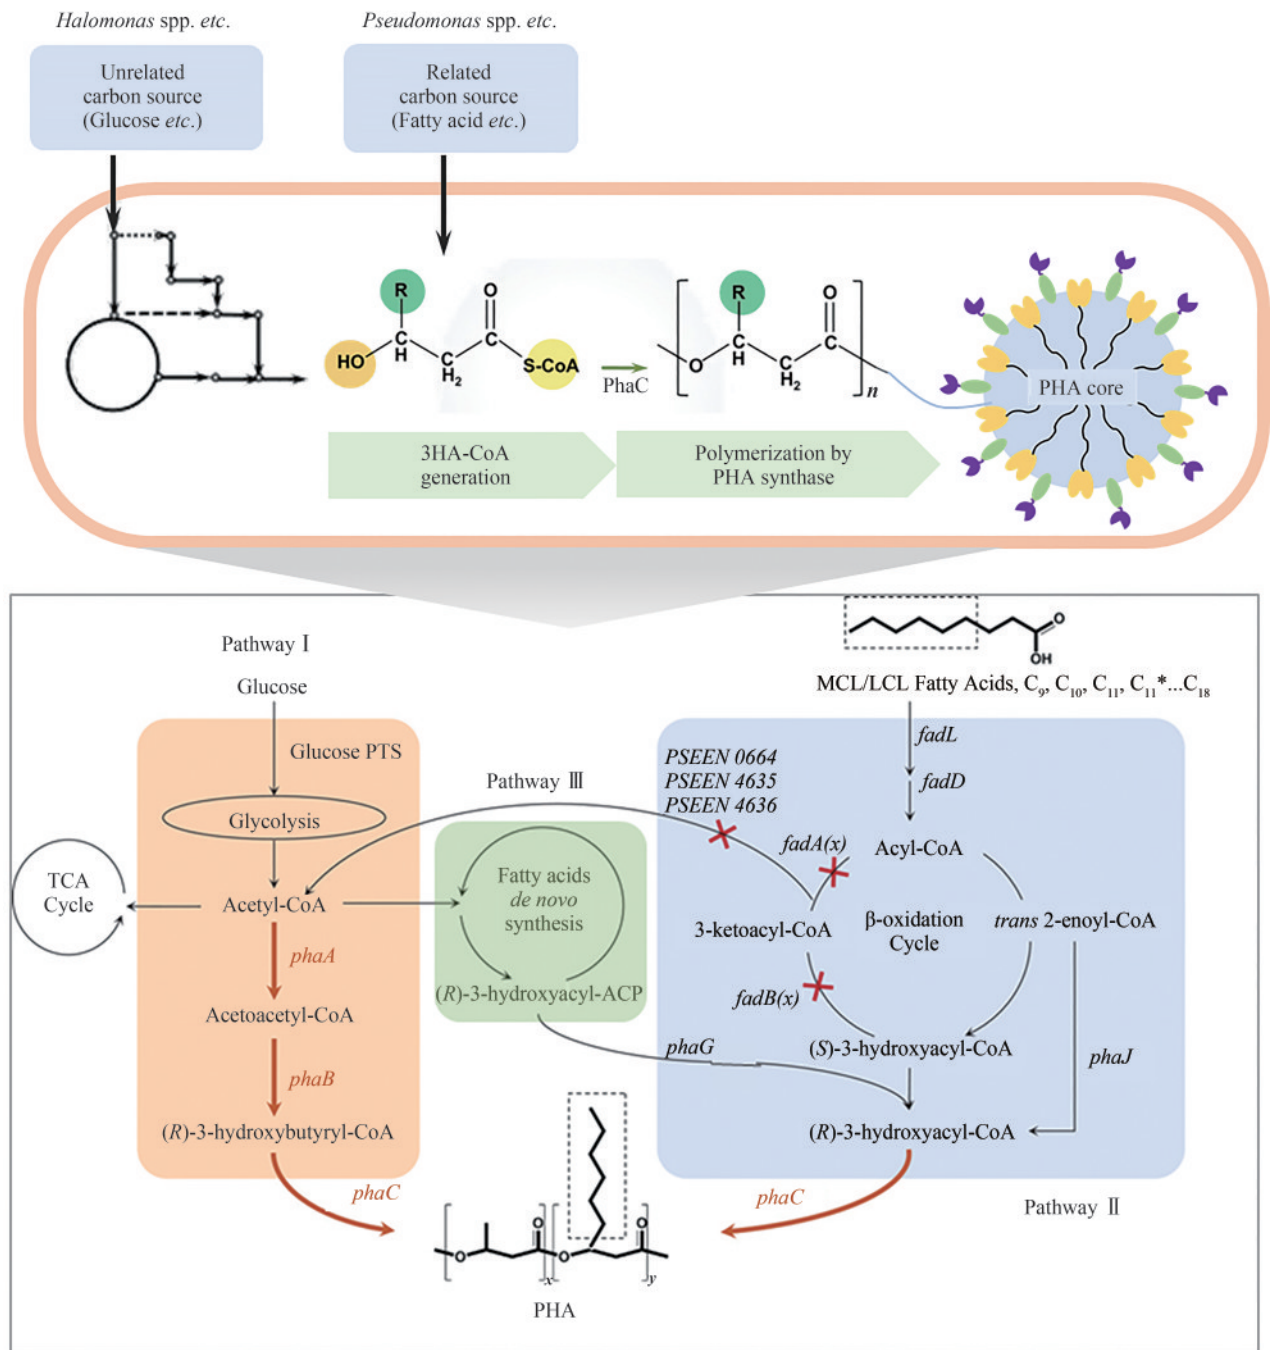 Halomonas spp. etc.
Pseudomonas spp. etc.
Unrelated
carbon source
(Glucose etc.)
Related
carbon source
(Fatty acid etc.)
R
O
HO
C
H
C
H₂
C
S-CoA
PhaC
R
O
O
C
H
C
H₂
C
n
PHA core
3HA-CoA
generation
Polymerization by
PHA synthase
Pathway Ⅰ
Glucose
Glucose PTS
Glycolysis
TCA
Cycle
Acetyl-CoA
phaA
Acetoacetyl-CoA
phaB
(R)-3-hydroxybutyryl-CoA
phaC
Pathway Ⅲ
Fatty acids
de novo
synthesis
(R)-3-hydroxyacyl-ACP
phaG
O
OH
MCL/LCL Fatty Acids, C₉, C₁₀, C₁₁, C₁₁*...C₁₈
fadL
fadD
PSEEN 0664
PSEEN 4635
PSEEN 4636
fadA(x)
Acyl-CoA
3-ketoacyl-CoA
β-oxidation
Cycle
trans 2-enoyl-CoA
fadB(x)
(S)-3-hydroxyacyl-CoA
phaJ
(R)-3-hydroxyacyl-CoA
phaC
Pathway Ⅱ
O
O
O
O
x
y
PHA